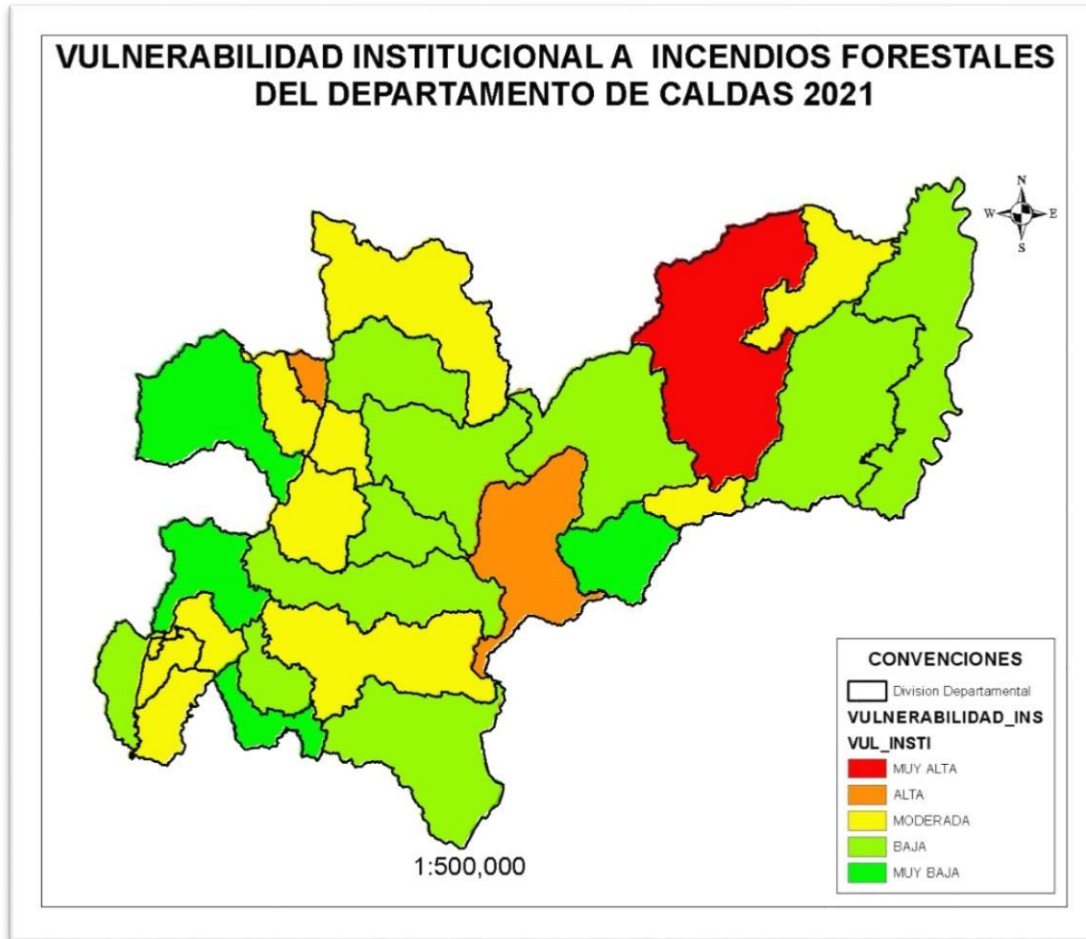 VULNERABILIDAD INSTITUCIONAL A INCENDIOS FORESTALES
DEL DEPARTAMENTO DE CALDAS 2021
N
W E
S
1:500,000
CONVENCIONES
Division Departamental
VULNERABILIDAD_INS
VUL_INSTI
MUY ALTA
ALTA
MODERADA
BAJA
MUY BAJA